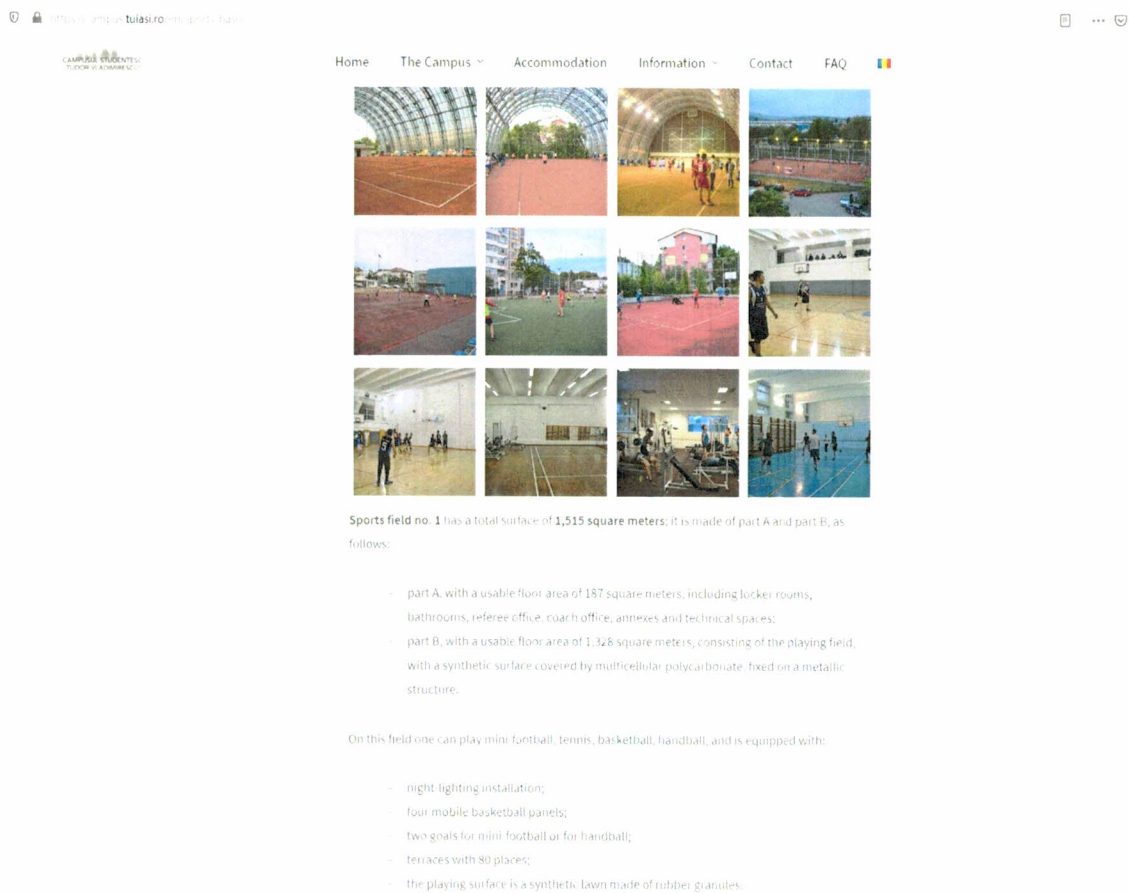 campus.tuiasi.ro
CAMPUSUL STUDENTESC
TUDOR VLADIMIRESCU
Home The Campus Accommodation Information Contact FAQ
Sports field no. 1 has a total surface of 1,515 square meters; it is made of part A and part B, as
follows:
- part A, with a usable floor area of 187 square meters, including locker rooms,
bathrooms, referee office, coach office, annexes and technical spaces;
- part B, with a usable floor area of 1,328 square meters, consisting of the playing field,
with a synthetic surface covered by multicellular polycarbonate, fixed on a metallic
structure.
On this field one can play mini football, tennis, basketball, handball, and is equipped with:
- night-lighting installation;
- four mobile basketball panels;
- two goals for mini-football or for handball;
- terraces with 80 places;
- the playing surface is a synthetic lawn made of rubber granules.